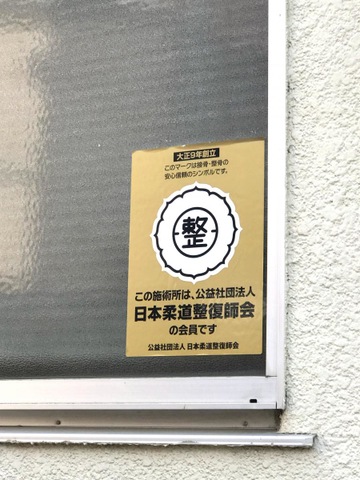 大正9年創立
このマークは接骨・整骨の
安心信頼のシンボルです。
整
この施術所は、公益社団法人
日本柔道整復師会
の会員です
公益社団法人 日本柔道整復師会